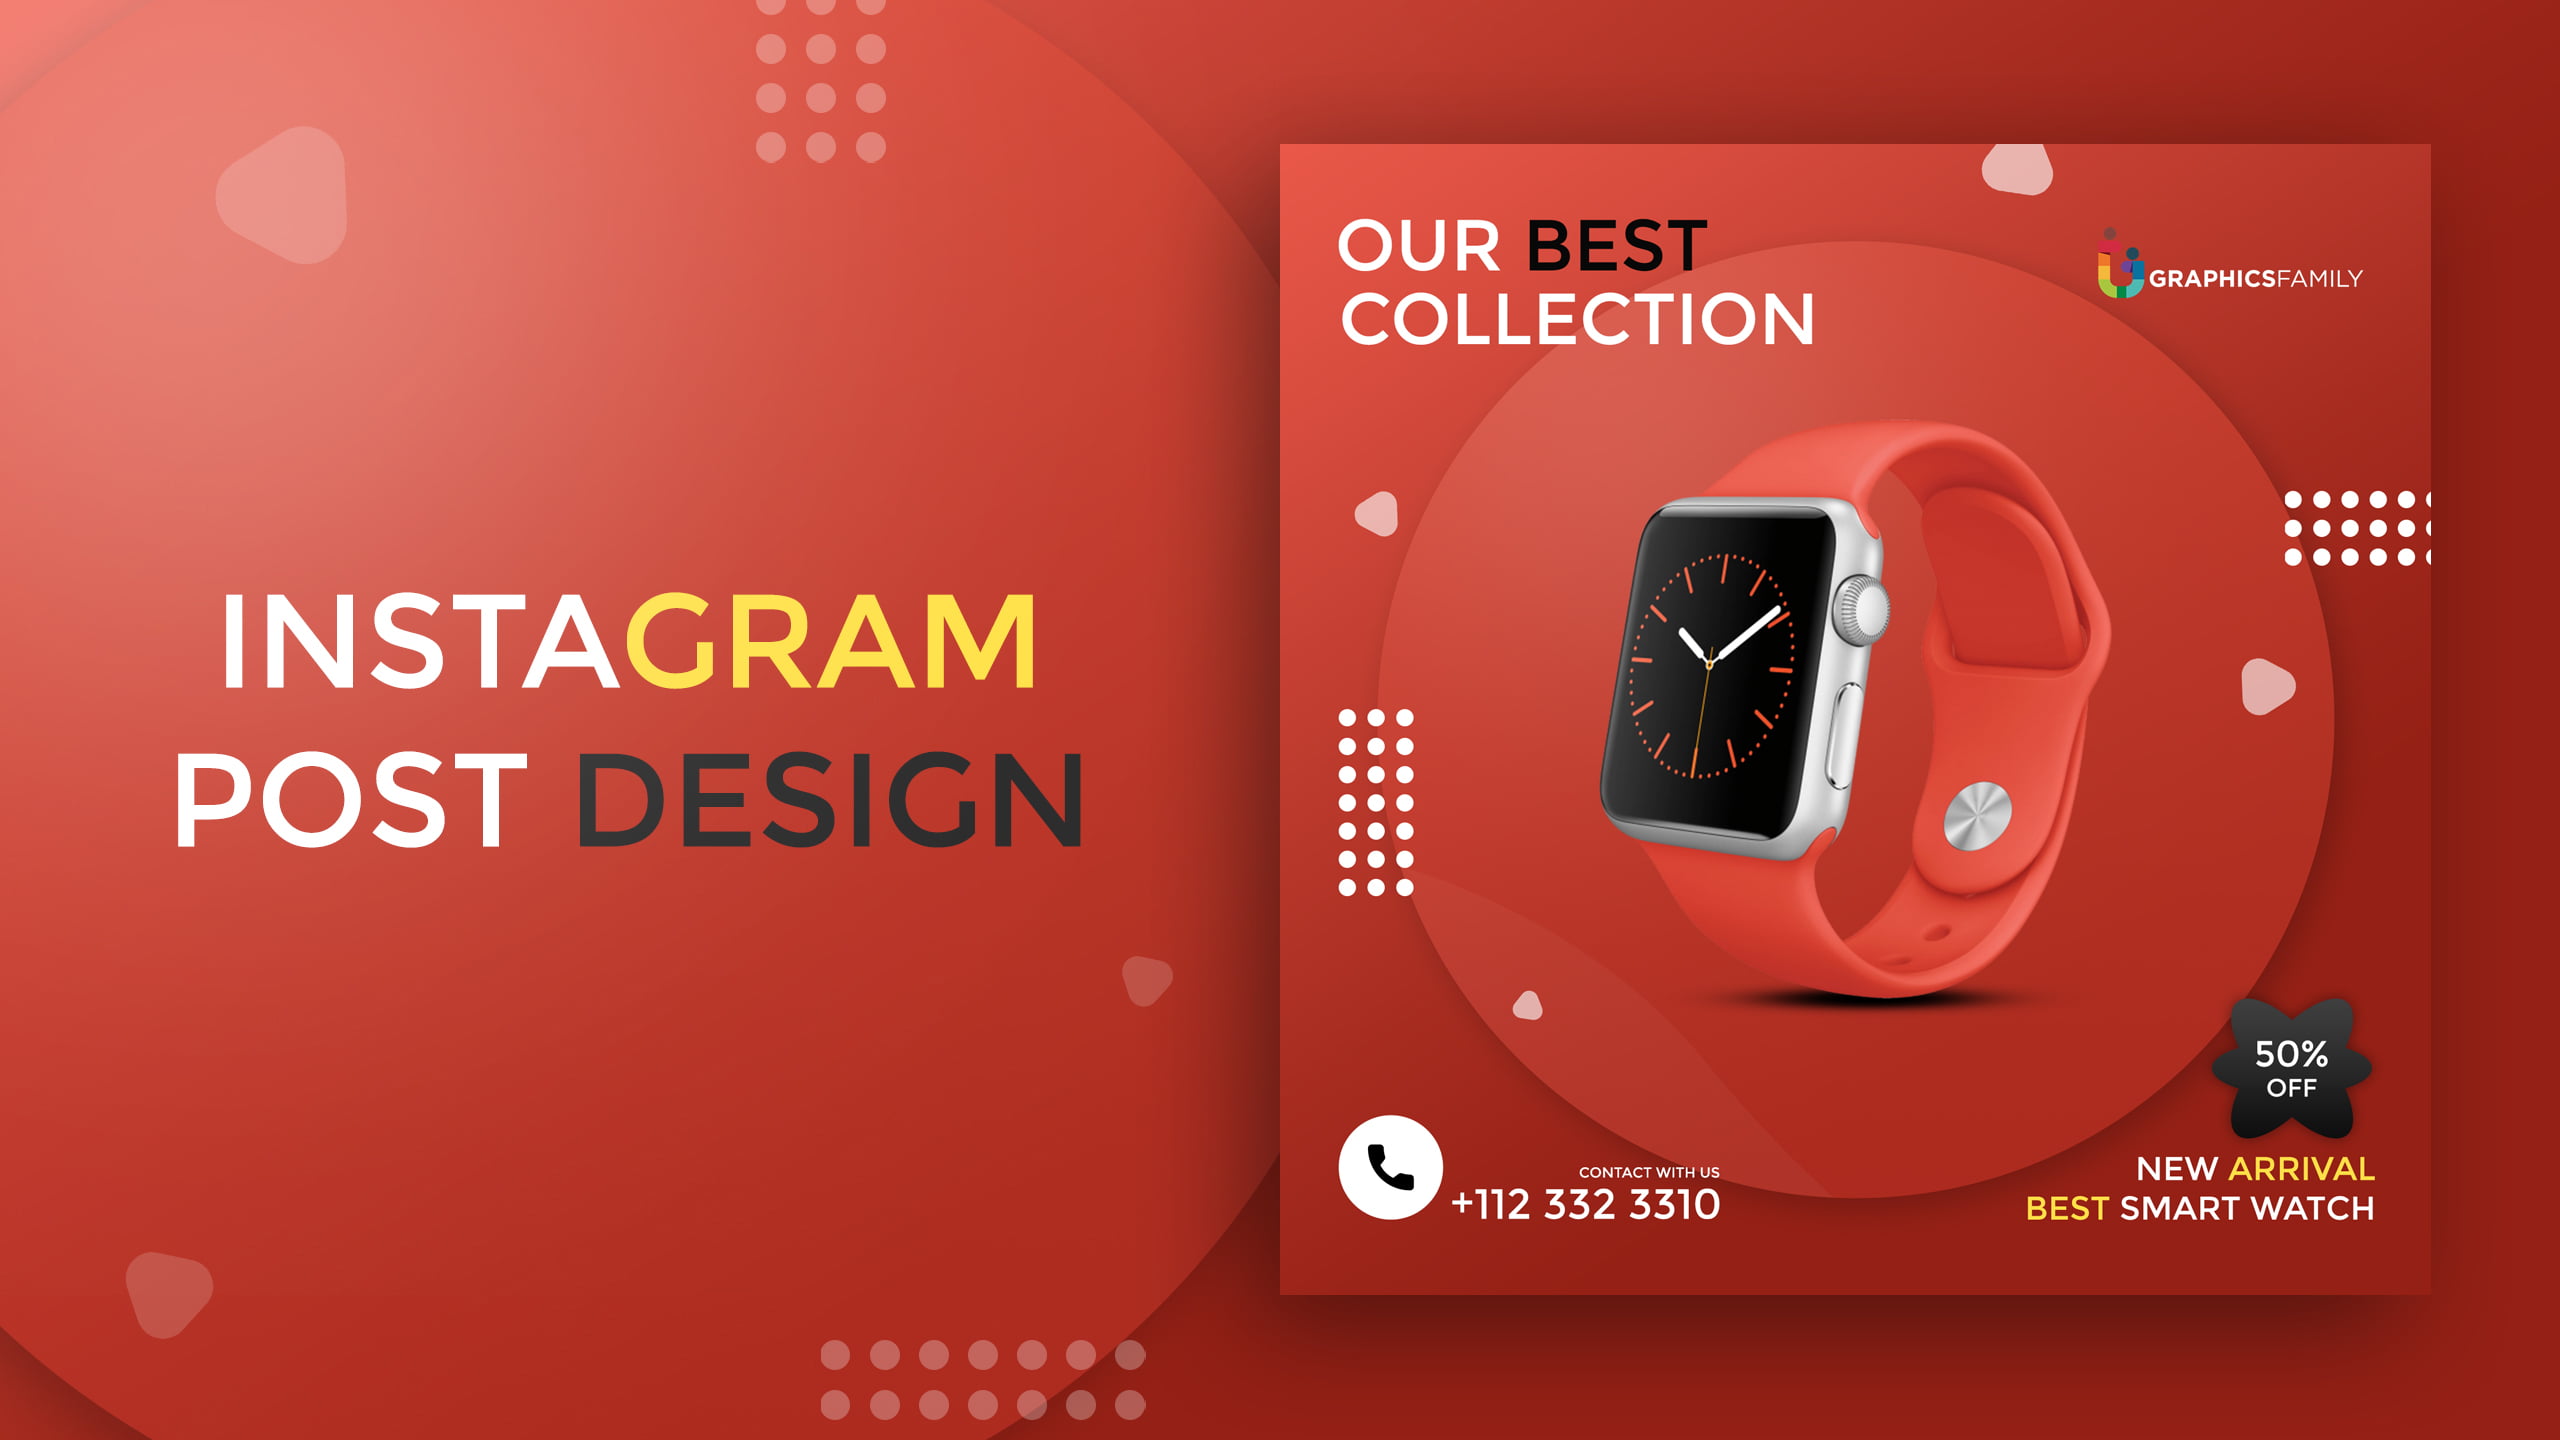 INSTAGRAM
POST DESIGN
OUR BEST
COLLECTION
GRAPHICSFAMILY
50%
OFF
CONTACT WITH US
+112 332 3310
NEW ARRIVAL
BEST SMART WATCH